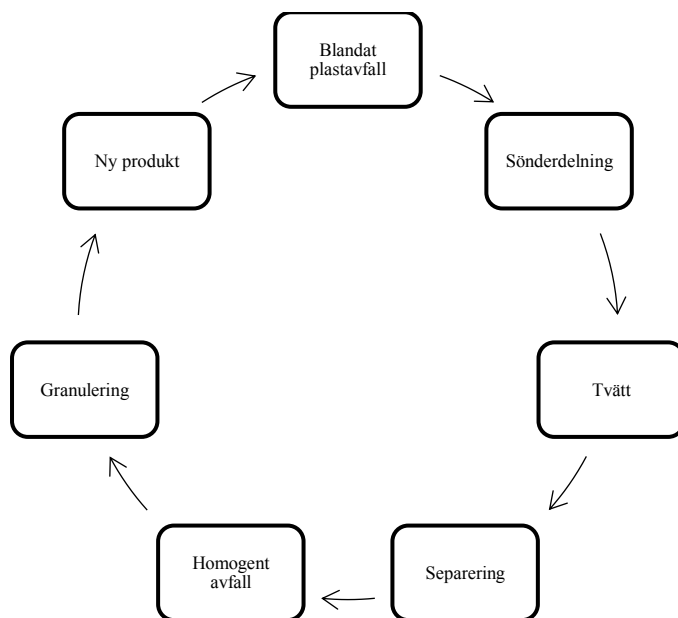 Blandat
plastavfall
Sönderdelning
Tvätt
Separering
Homogent
avfall
Granulering
Ny produkt